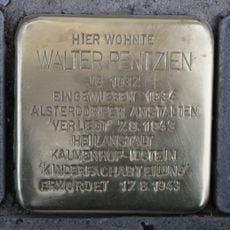 HIER WOHNTE
WALTER PENTZIEN
JG. 1932
EINGEWIESEN 1934
ALSTERDORFER ANSTALTEN
"VERLEGT" 7.8.1943
HEILANSTALT
KALMENHOF-IDSTEIN
"KINDERFACHABTEILUNG"
ERMORDET 17.8.1943